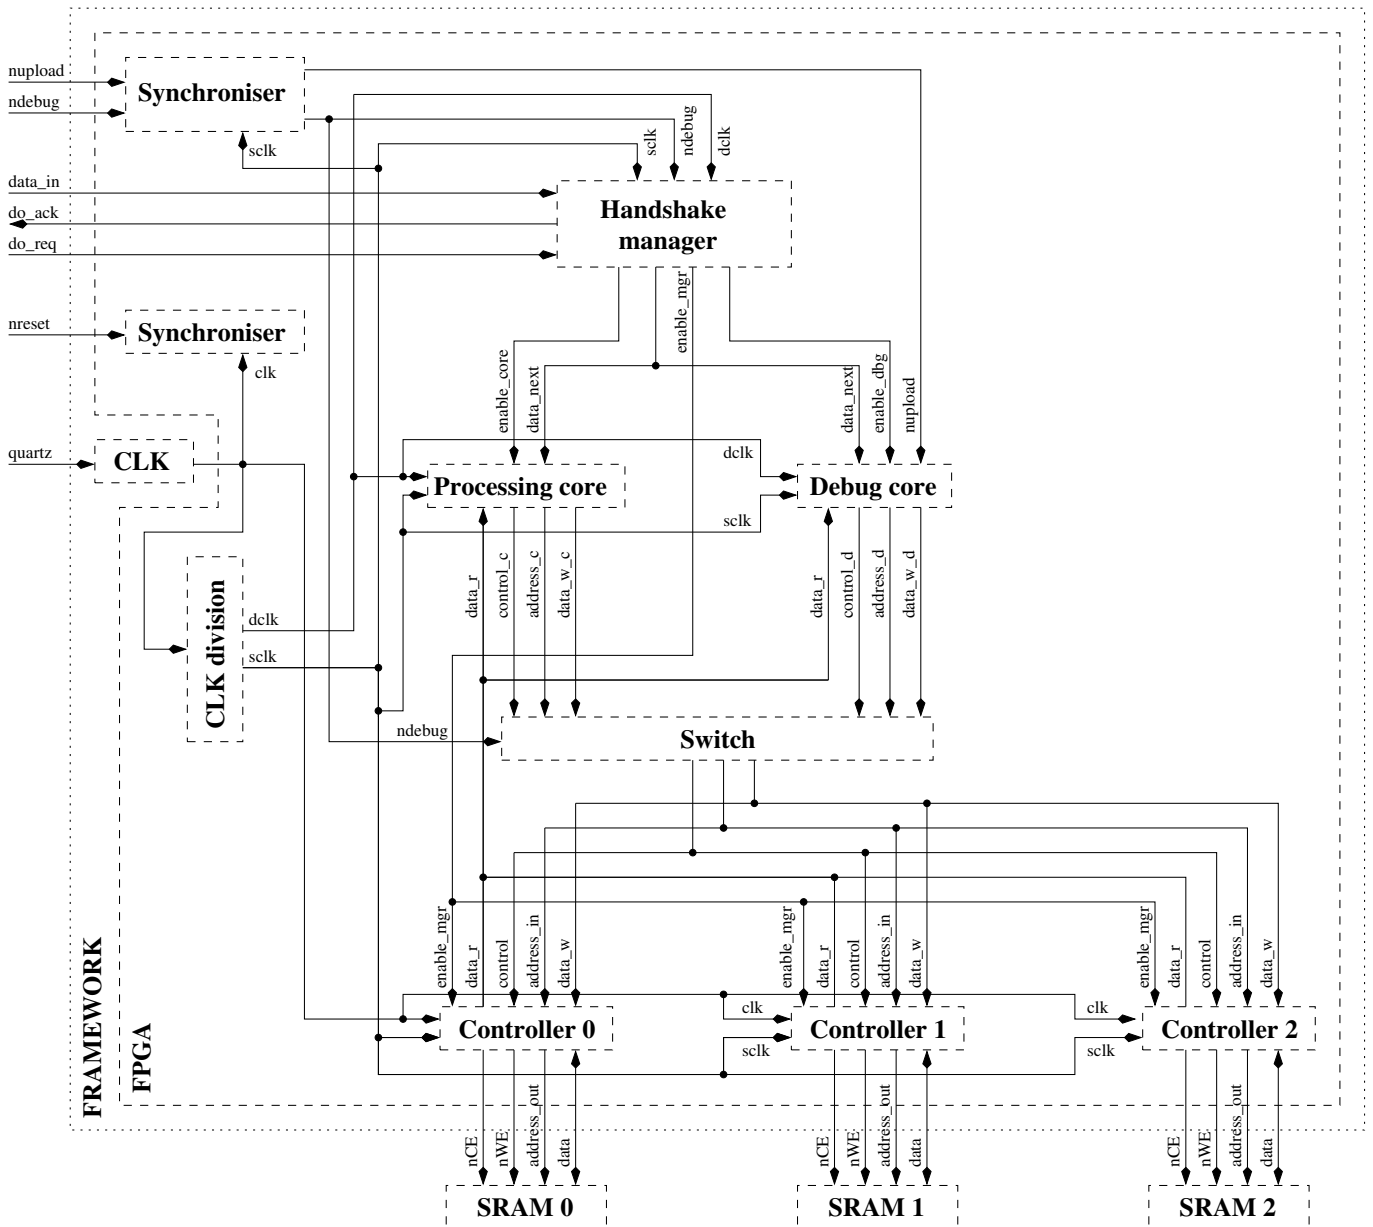 nupload
ndebug
Synchroniser
sclk
sclk
ndebug
dclk
data_in
do_ack
do_req
Handshake
manager
enable_mgr
nreset
Synchroniser
clk
enable_core
data_next
data_next
enable_dbg
nupload
quartz
CLK
dclk
Processing core
Debug core
sclk
data_r
control_c
address_c
data_w_c
data_r
control_d
address_d
data_w_d
CLK division
dclk
sclk
ndebug
Switch
enable_mgr
data_r
control
address_in
data_w
enable_mgr
data_r
control
address_in
data_w
enable_mgr
data_r
control
address_in
data_w
clk
clk
Controller 0
Controller 1
Controller 2
sclk
sclk
FRAMEWORK
FPGA
nCE
nWE
address_out
data
nCE
nWE
address_out
data
nCE
nWE
address_out
data
SRAM 0
SRAM 1
SRAM 2